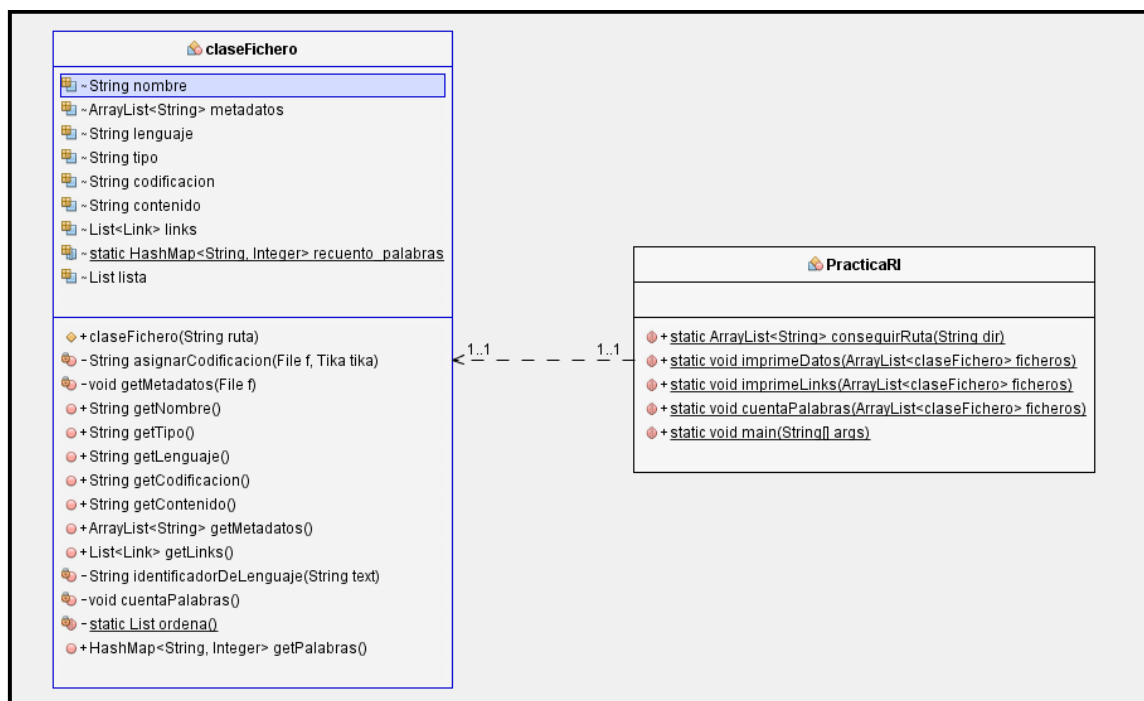 claseFichero
~String nombre
~ArrayList<String> metadatos
~String lenguaje
~String tipo
~String codificacion
~String contenido
~List<Link> links
~static HashMap<String, Integer> recuento_palabras
~List lista
+claseFichero(String ruta)
-String asignarCodificacion(File f, Tika tika)
-void getMetadatos(File f)
+String getNombre()
+String getTipo()
+String getLenguaje()
+String getCodificacion()
+String getContenido()
+ArrayList<String> getMetadatos()
+List<Link> getLinks()
-String identificadorDeLenguaje(String text)
-void cuentaPalabras()
-static List ordena()
+HashMap<String, Integer> getPalabras()
1..1 1..1
PracticaRI
+static ArrayList<String> conseguirRuta(String dir)
+static void imprimeDatos(ArrayList<claseFichero> ficheros)
+static void imprimeLinks(ArrayList<claseFichero> ficheros)
+static void cuentaPalabras(ArrayList<claseFichero> ficheros)
+static void main(String[] args)